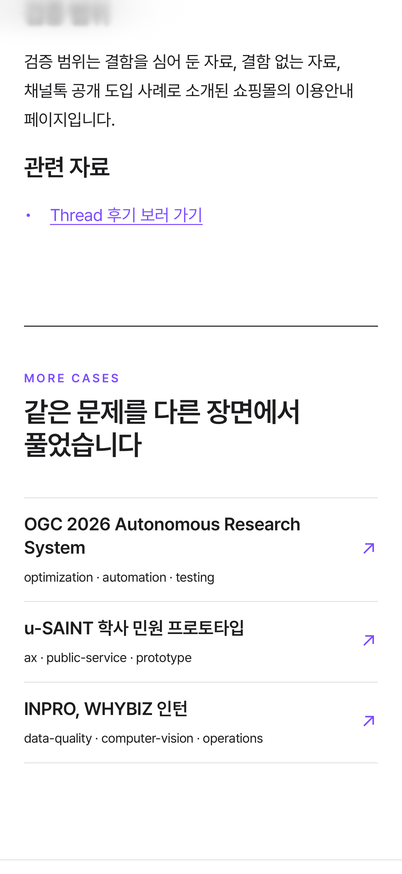 검증 범위
검증 범위는 결함을 심어 둔 자료, 결함 없는 자료,
채널톡 공개 도입 사례로 소개된 쇼핑몰의 이용안내
페이지입니다.
관련 자료
• Thread 후기 보러 가기
MORE CASES
같은 문제를 다른 장면에서
풀었습니다
OGC 2026 Autonomous Research
System
optimization · automation · testing
u-SAINT 학사 민원 프로토타입
ax · public-service · prototype
INPRO, WHYBIZ 인턴
data-quality · computer-vision · operations